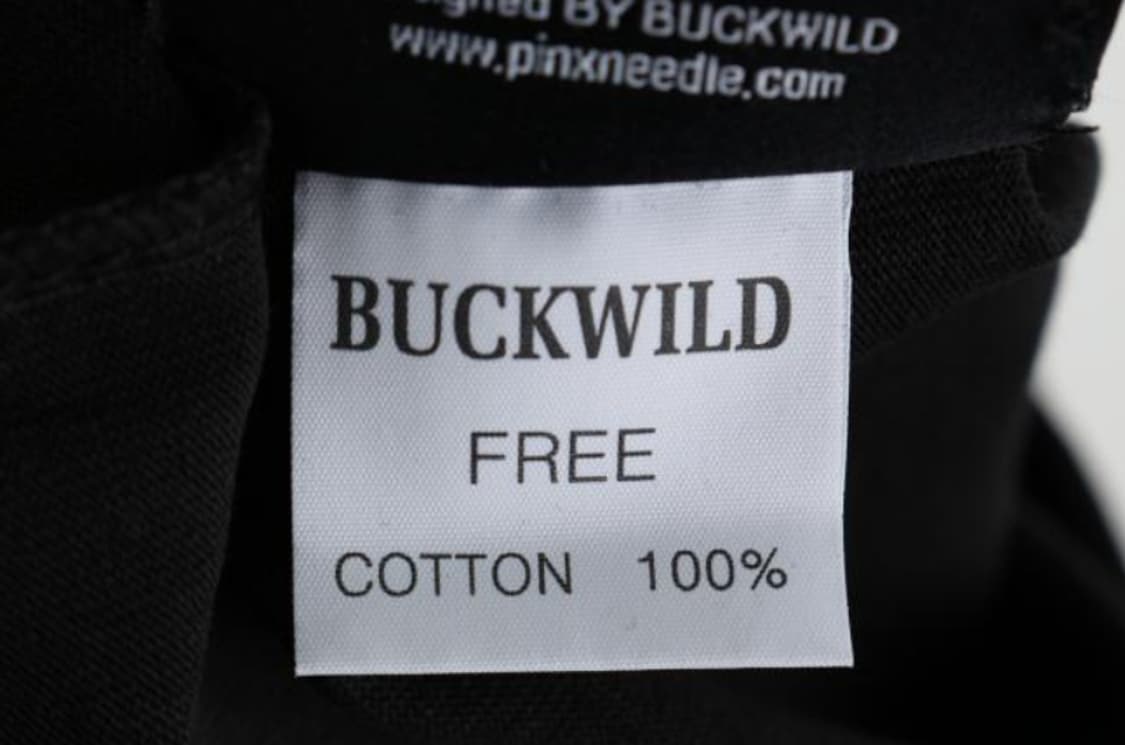 BY BUCKWILD
www.pinxneedle.com
BUCKWILD
FREE
COTTON 100%